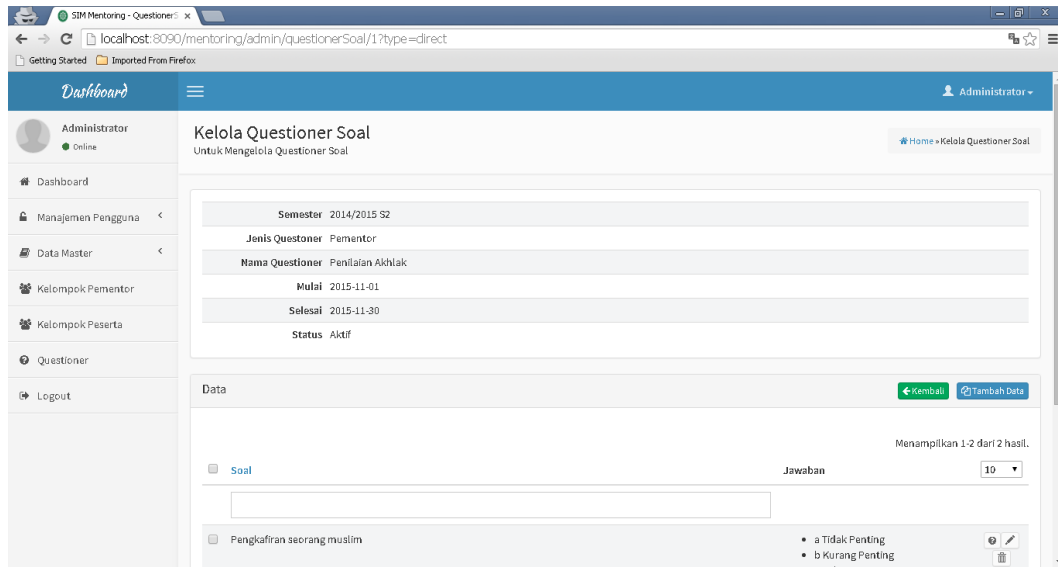 SIM Mentoring - QuestionerS
localhost:8090/mentoring/admin/questionerSoal/1?type=direct
Getting Started Imported From Firefox
Dashboard
Administrator
Administrator
Online
Kelola Questioner Soal
Untuk Mengelola Questioner Soal
Home » Kelola Questioner Soal
Dashboard
Manajemen Pengguna
Data Master
Kelompok Pementor
Kelompok Peserta
Questioner
Logout
Semester 2014/2015 S2
Jenis Questoner Pementor
Nama Questioner Penilaian Akhlak
Mulai 2015-11-01
Selesai 2015-11-30
Status Aktif
Data
Kembali
Tambah Data
Menampilkan 1-2 dari 2 hasil.
Soal Jawaban 10
Pengkafiran seorang muslim
a Tidak Penting
b Kurang Penting